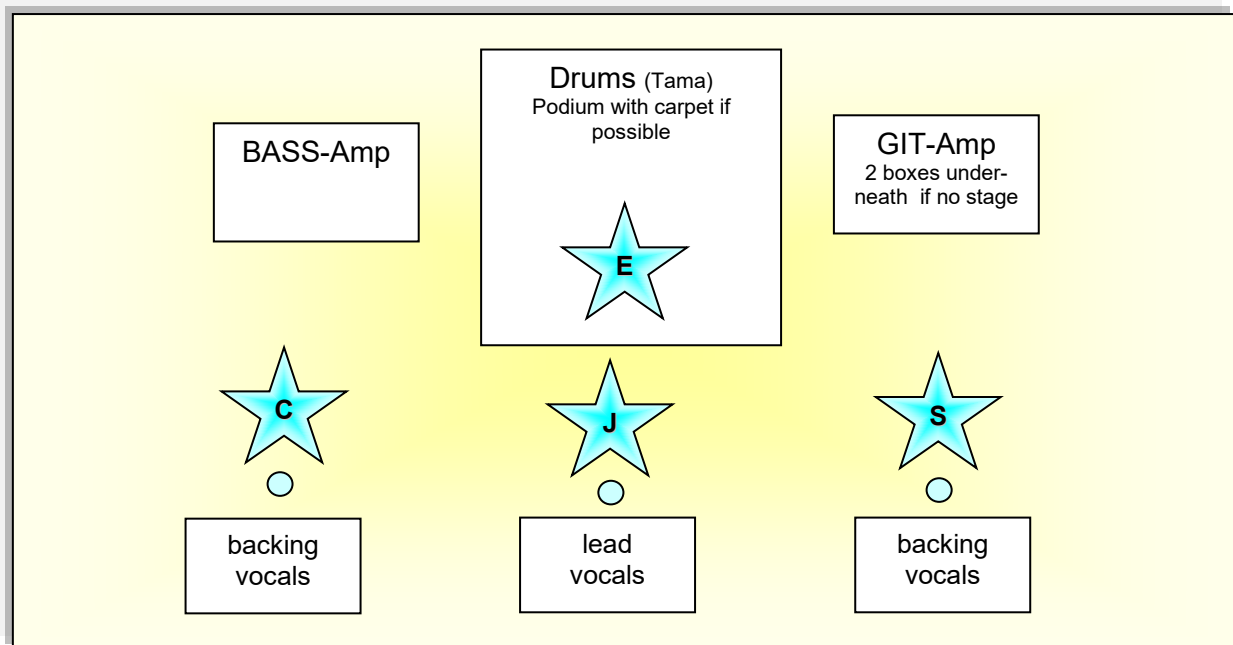 Drums (Tama)
Podium with carpet if
possible
BASS-Amp
GIT-Amp
2 boxes under-
neath if no stage
E
C
J
S
backing
vocals
lead
vocals
backing
vocals